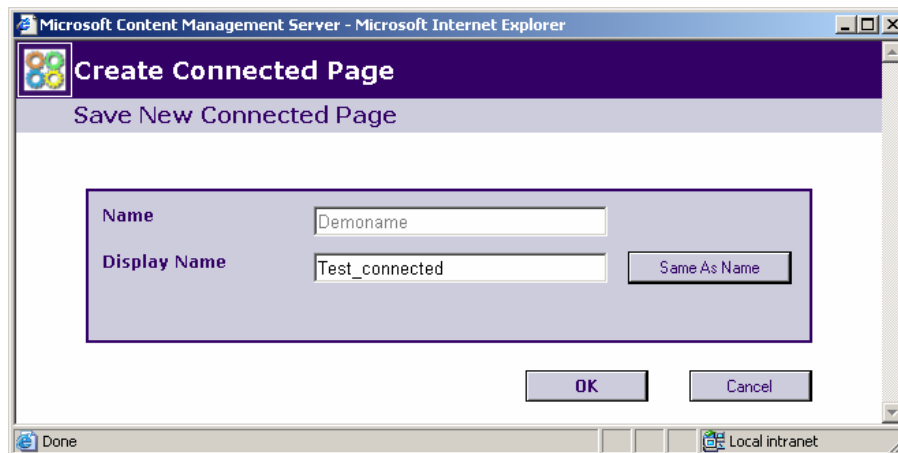 Microsoft Content Management Server - Microsoft Internet Explorer
Create Connected Page
Save New Connected Page
Name
Demoname
Display Name
Test_connected
Same As Name
OK
Cancel
Done
Local intranet